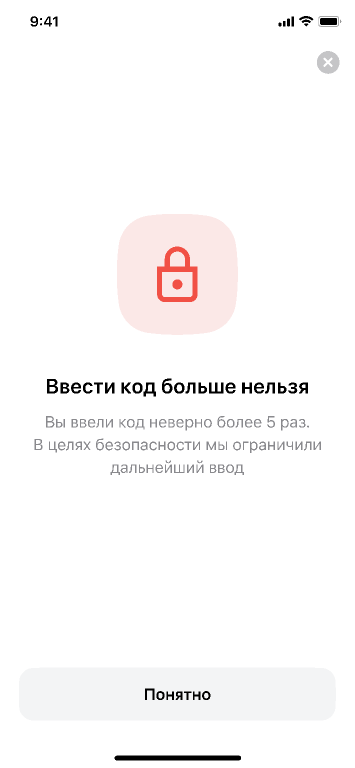 9:41
Ввести код больше нельзя
Вы ввели код неверно более 5 раз.
В целях безопасности мы ограничили
дальнейший ввод
Понятно